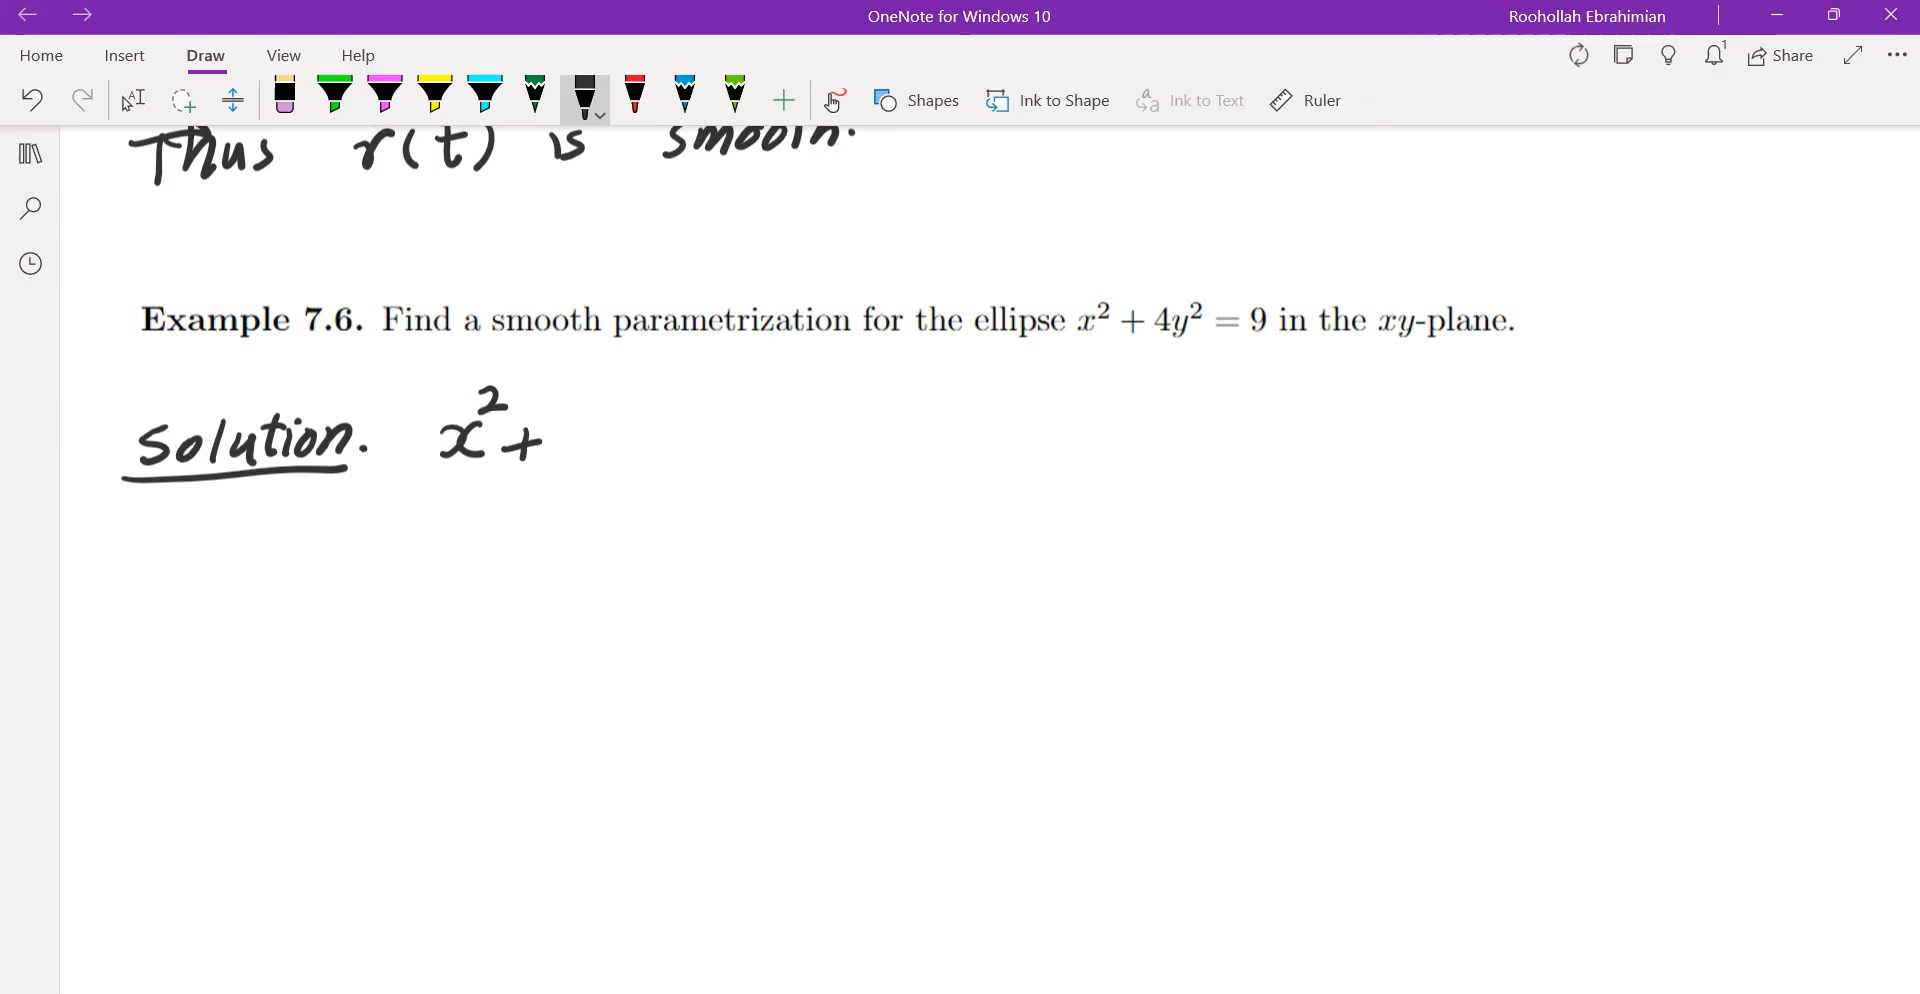 OneNote for Windows 10
Roohollah Ebrahimian
Home Insert Draw View Help
1
Share
Shapes
Ink to Shape
Ink to Text
Ruler
Thus r(t) is smooth.
Example 7.6. Find a smooth parametrization for the ellipse x² + 4y² = 9 in the xy-plane.
Solution. x² +